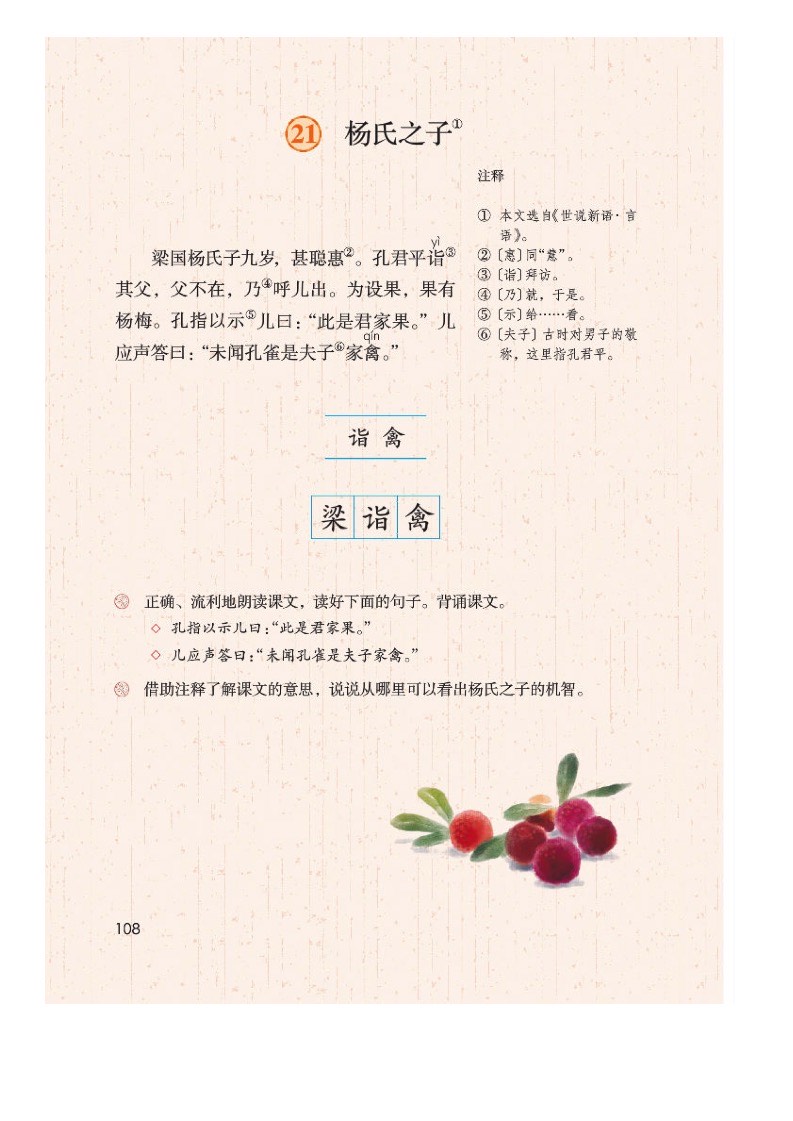 21 杨氏之子①
注释
① 本文选自《世说新语·言
语》。
② 〔惠〕同“慧”。
③ 〔诣〕拜访。
④ 〔乃〕就，于是。
⑤ 〔示〕给……看。
⑥ 〔夫子〕古时对男子的敬
称，这里指孔君平。
yì
梁国杨氏子九岁，甚聪惠②。孔君平诣③
其父，父不在，乃④呼儿出。为设果，果有
杨梅。孔指以示⑤儿曰：“此是君家果。”儿
qín
应声答曰：“未闻孔雀是夫子⑥家禽。”
诣 禽
梁 诣 禽
正确、流利地朗读课文，读好下面的句子。背诵课文。
◇ 孔指以示儿曰：“此是君家果。”
◇ 儿应声答曰：“未闻孔雀是夫子家禽。”
借助注释了解课文的意思，说说从哪里可以看出杨氏之子的机智。
108